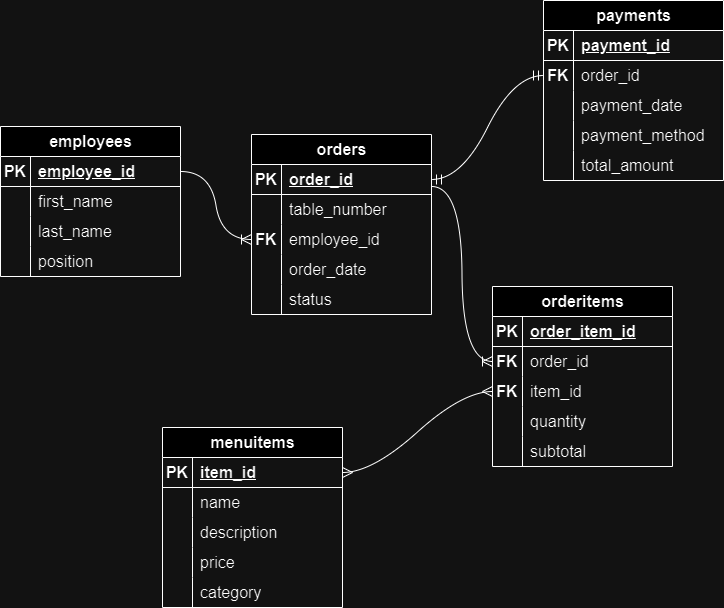 payments
PK payment_id
FK order_id
payment_date
payment_method
total_amount
employees
PK employee_id
first_name
last_name
position
orders
PK order_id
table_number
FK employee_id
order_date
status
orderitems
PK order_item_id
FK order_id
FK item_id
quantity
subtotal
menuitems
PK item_id
name
description
price
category